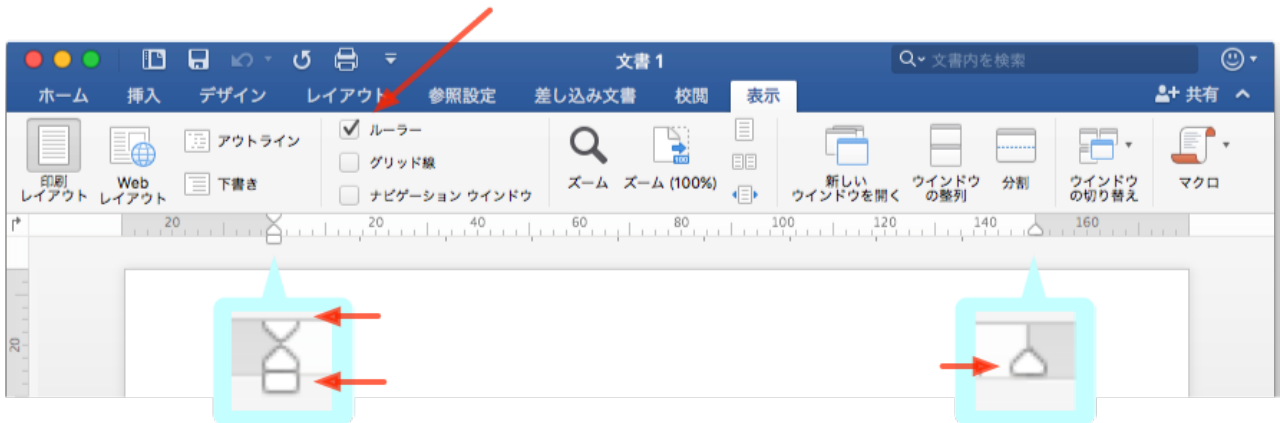 文書 1
文書内を検索
ホーム 挿入 デザイン レイアウト 参照設定 差し込み文書 校閲 表示 共有
印刷
レイアウト
Web
レイアウト
アウトライン
下書き
ルーラー
グリッド線
ナビゲーション ウインドウ
ズーム
ズーム (100%)
100
新しい
ウインドウを開く
ウインドウ
の整列
分割
ウインドウ
の切り替え
マクロ
20 20 40 60 80 100 120 140 160
20